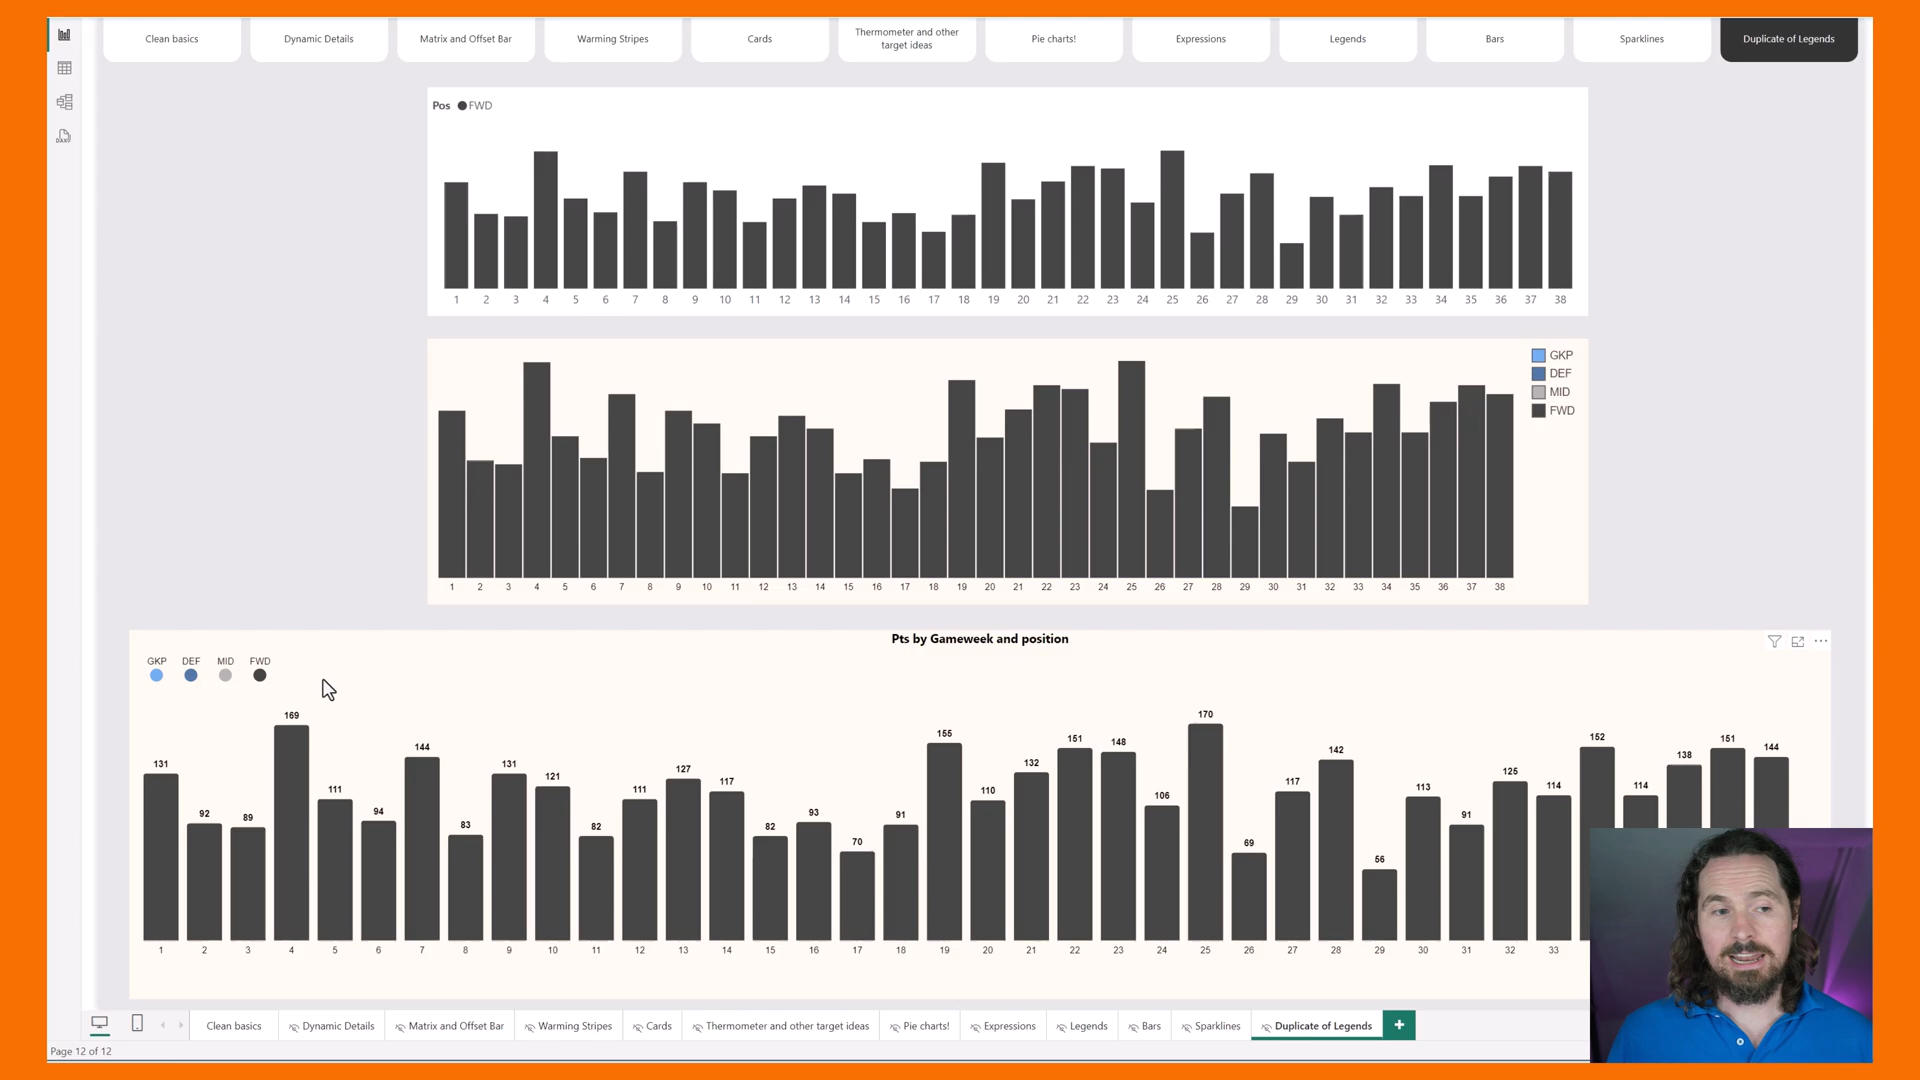 Clean basics
Dynamic Details
Matrix and Offset Bar
Warming Stripes
Cards
Thermometer and other
target ideas
Pie charts!
Expressions
Legends
Bars
Sparklines
Duplicate of Legends
DAX
Pos FWD
1 2 3 4 5 6 7 8 9 10 11 12 13 14 15 16 17 18 19 20 21 22 23 24 25 26 27 28 29 30 31 32 33 34 35 36 37 38
GKP
DEF
MID
FWD
1 2 3 4 5 6 7 8 9 10 11 12 13 14 15 16 17 18 19 20 21 22 23 24 25 26 27 28 29 30 31 32 33 34 35 36 37 38
Pts by Gameweek and position
GKP DEF MID FWD
131 92 89 169 111 94 144 83 131 121 82 111 127 117 82 93 70 91 155 110 132 151 148 106 170 69 117 142 56 113 91 125 114 152 114 138 151 144
1 2 3 4 5 6 7 8 9 10 11 12 13 14 15 16 17 18 19 20 21 22 23 24 25 26 27 28 29 30 31 32 33
Clean basics Dynamic Details Matrix and Offset Bar Warming Stripes Cards Thermometer and other target ideas Pie charts! Expressions Legends Bars Sparklines Duplicate of Legends +
Page 12 of 12